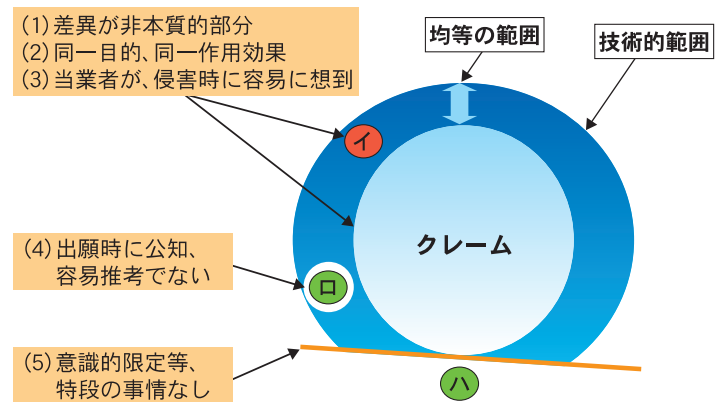 (1)差異が非本質的部分
(2)同一目的、同一作用効果
(3)当業者が、侵害時に容易に想到
均等の範囲
技術的範囲
イ
クレーム
(4)出願時に公知、
容易推考でない
ロ
(5)意識的限定等、
特段の事情なし
ハ